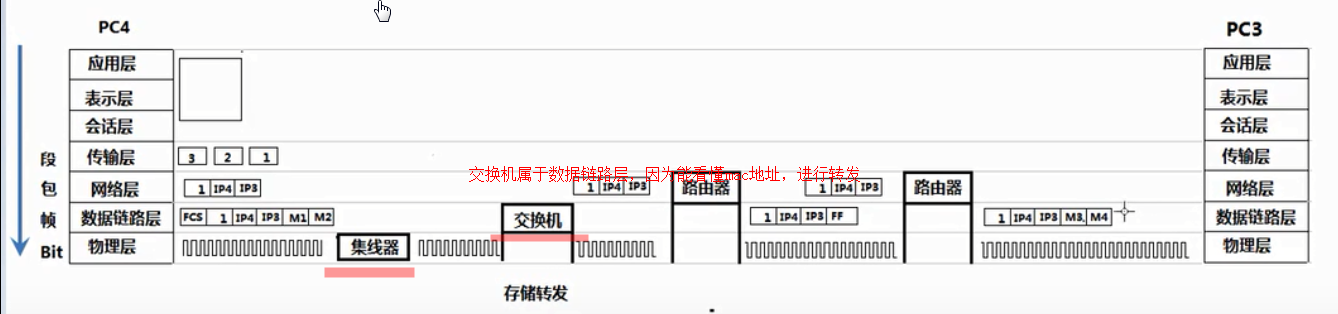 PC4
PC3
应用层
应用层
表示层
表示层
会话层
会话层
段 传输层 3 2 1
传输层
交换机属于数据链路层，因为能看懂mac地址，进行转发
包 网络层 1 IP4 IP3
1 IP4 IP3
路由器
1 IP4 IP3
路由器
网络层
帧 数据链路层 FCS 1 IP4 IP3 M1 M2
交换机
1 IP4 IP3 FF
1 IP4 IP3 M3 M4
数据链路层
Bit 物理层
集线器
物理层
存储转发